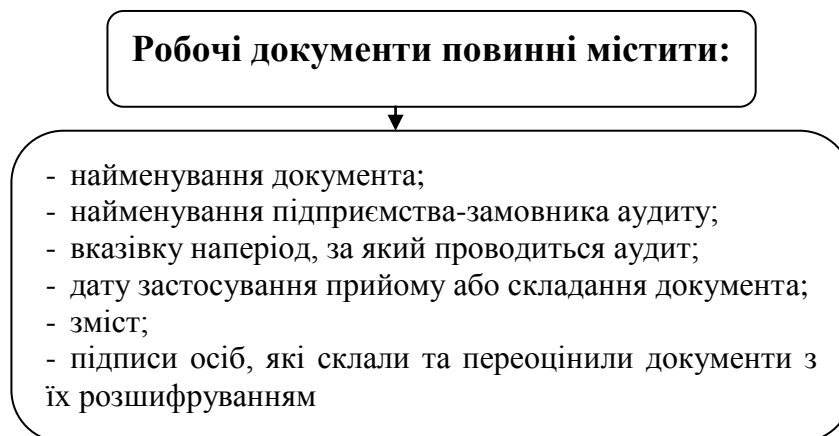 Робочі документи повинні містити:
- найменування документа;
- найменування підприємства-замовника аудиту;
- вказівку наперіод, за який проводиться аудит;
- дату застосування прийому або складання документа;
- зміст;
- підписи осіб, які склали та переоцінили документи з
їх розшифруванням